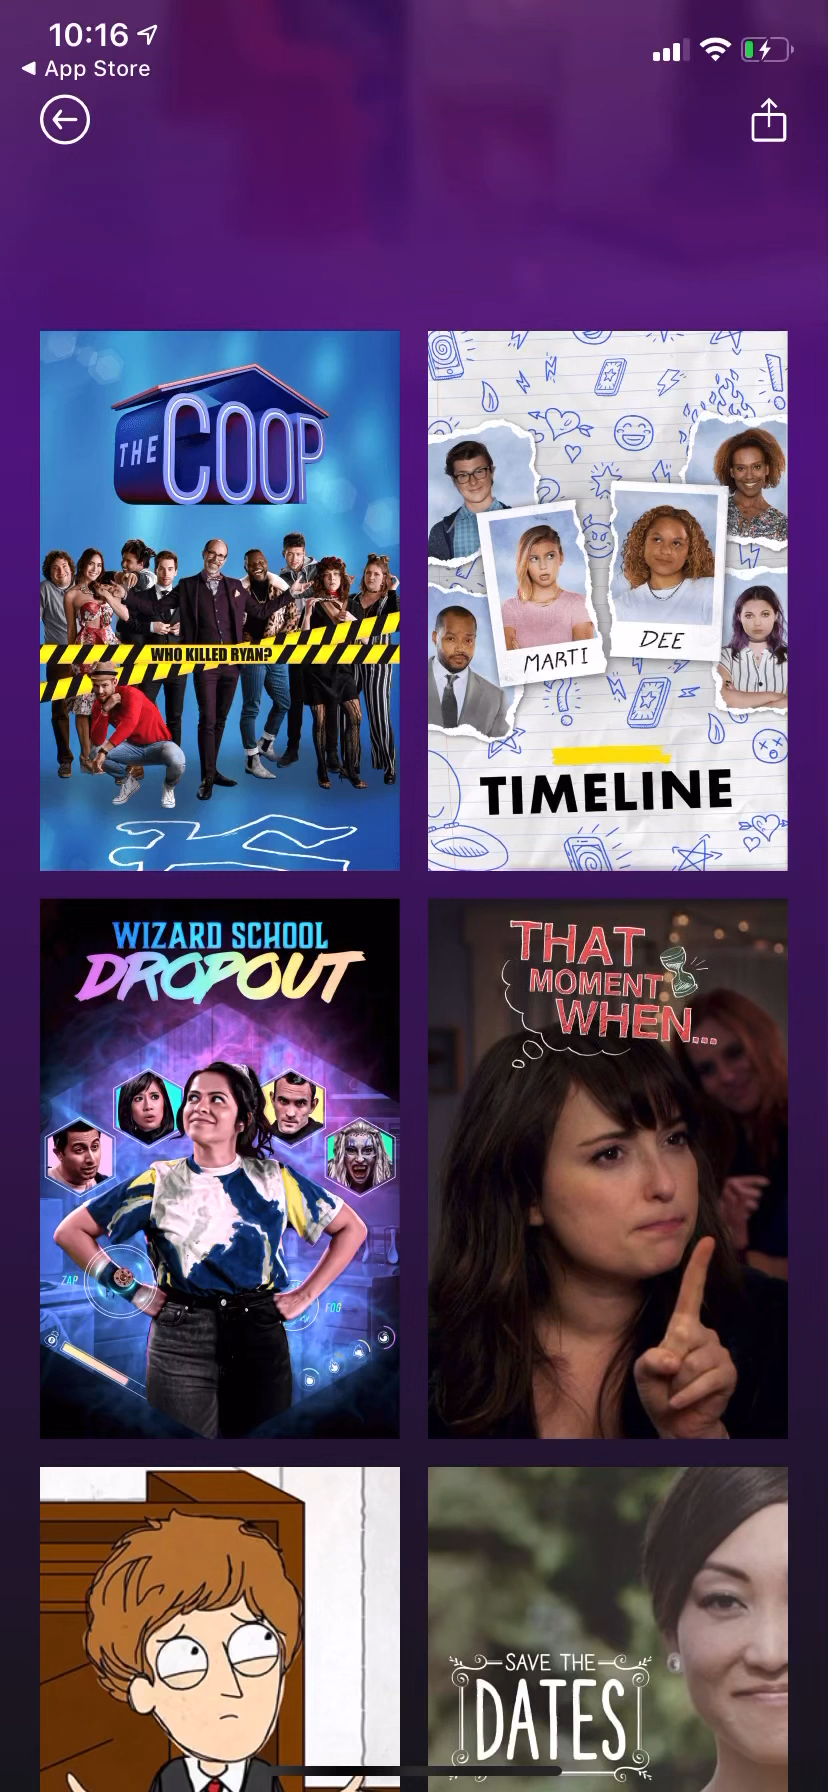 10:16
◀ App Store
THE COOP
WHO KILLED RYAN?
MARTI
DEE
TIMELINE
WIZARD SCHOOL
DROPOUT
ZAP
FOG
THAT
MOMENT
WHEN...
SAVE THE
DATES